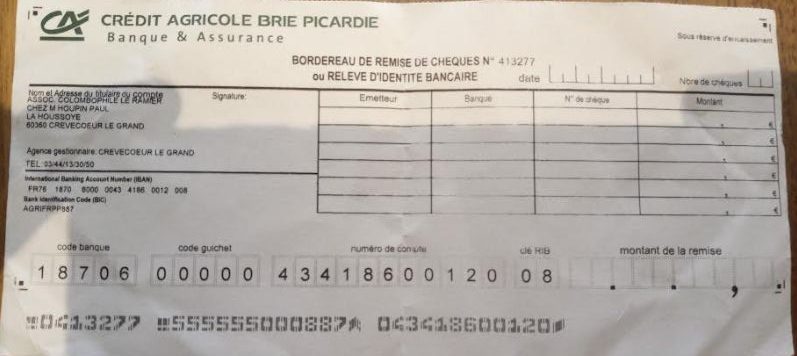 CA CRÉDIT AGRICOLE BRIE PICARDIE
Banque & Assurance
Sous réserve d'encaissement
BORDEREAU DE REMISE DE CHEQUES N° 413277
ou RELEVE D'IDENTITE BANCAIRE
date
Nbre de chèques
Nom et Adresse du titulaire du compte
Signature:
ASSOC. COLOMBOPHILE LE RAMIER
CHEZ M HOUPIN PAUL
LA HOUSSOYE
60360 CREVECOEUR LE GRAND
Agence gestionnaire: CREVECOEUR LE GRAND
TEL 03/44/13/30/50
International Banking Account Number (IBAN)
FR76 1870 6000 0043 4186 0012 008
Bank Identification Code (BIC)
AGRIFRPP887
Emetteur Banque N° de chèque Montant
, €
, €
, €
, €
, €
, €
code banque code guichet numéro de compte clé RIB montant de la remise
18706 00000 43418600120 08 . . ,
0413277 555555000887 043418600120